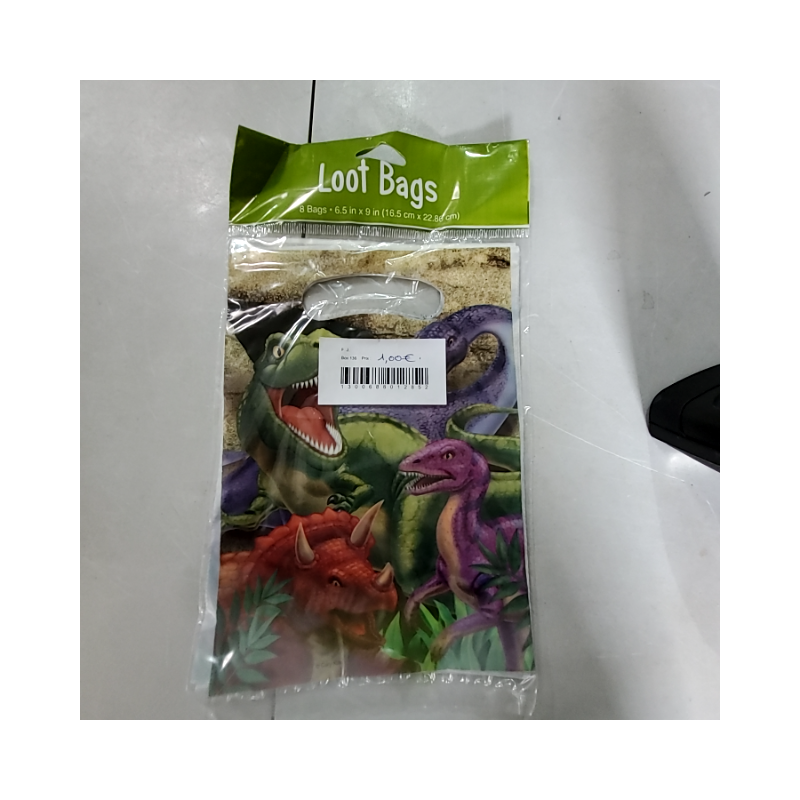 Loot Bags
8 Bags • 6.5 in x 9 in (16.5 cm x 22.86 cm)
1,00 €